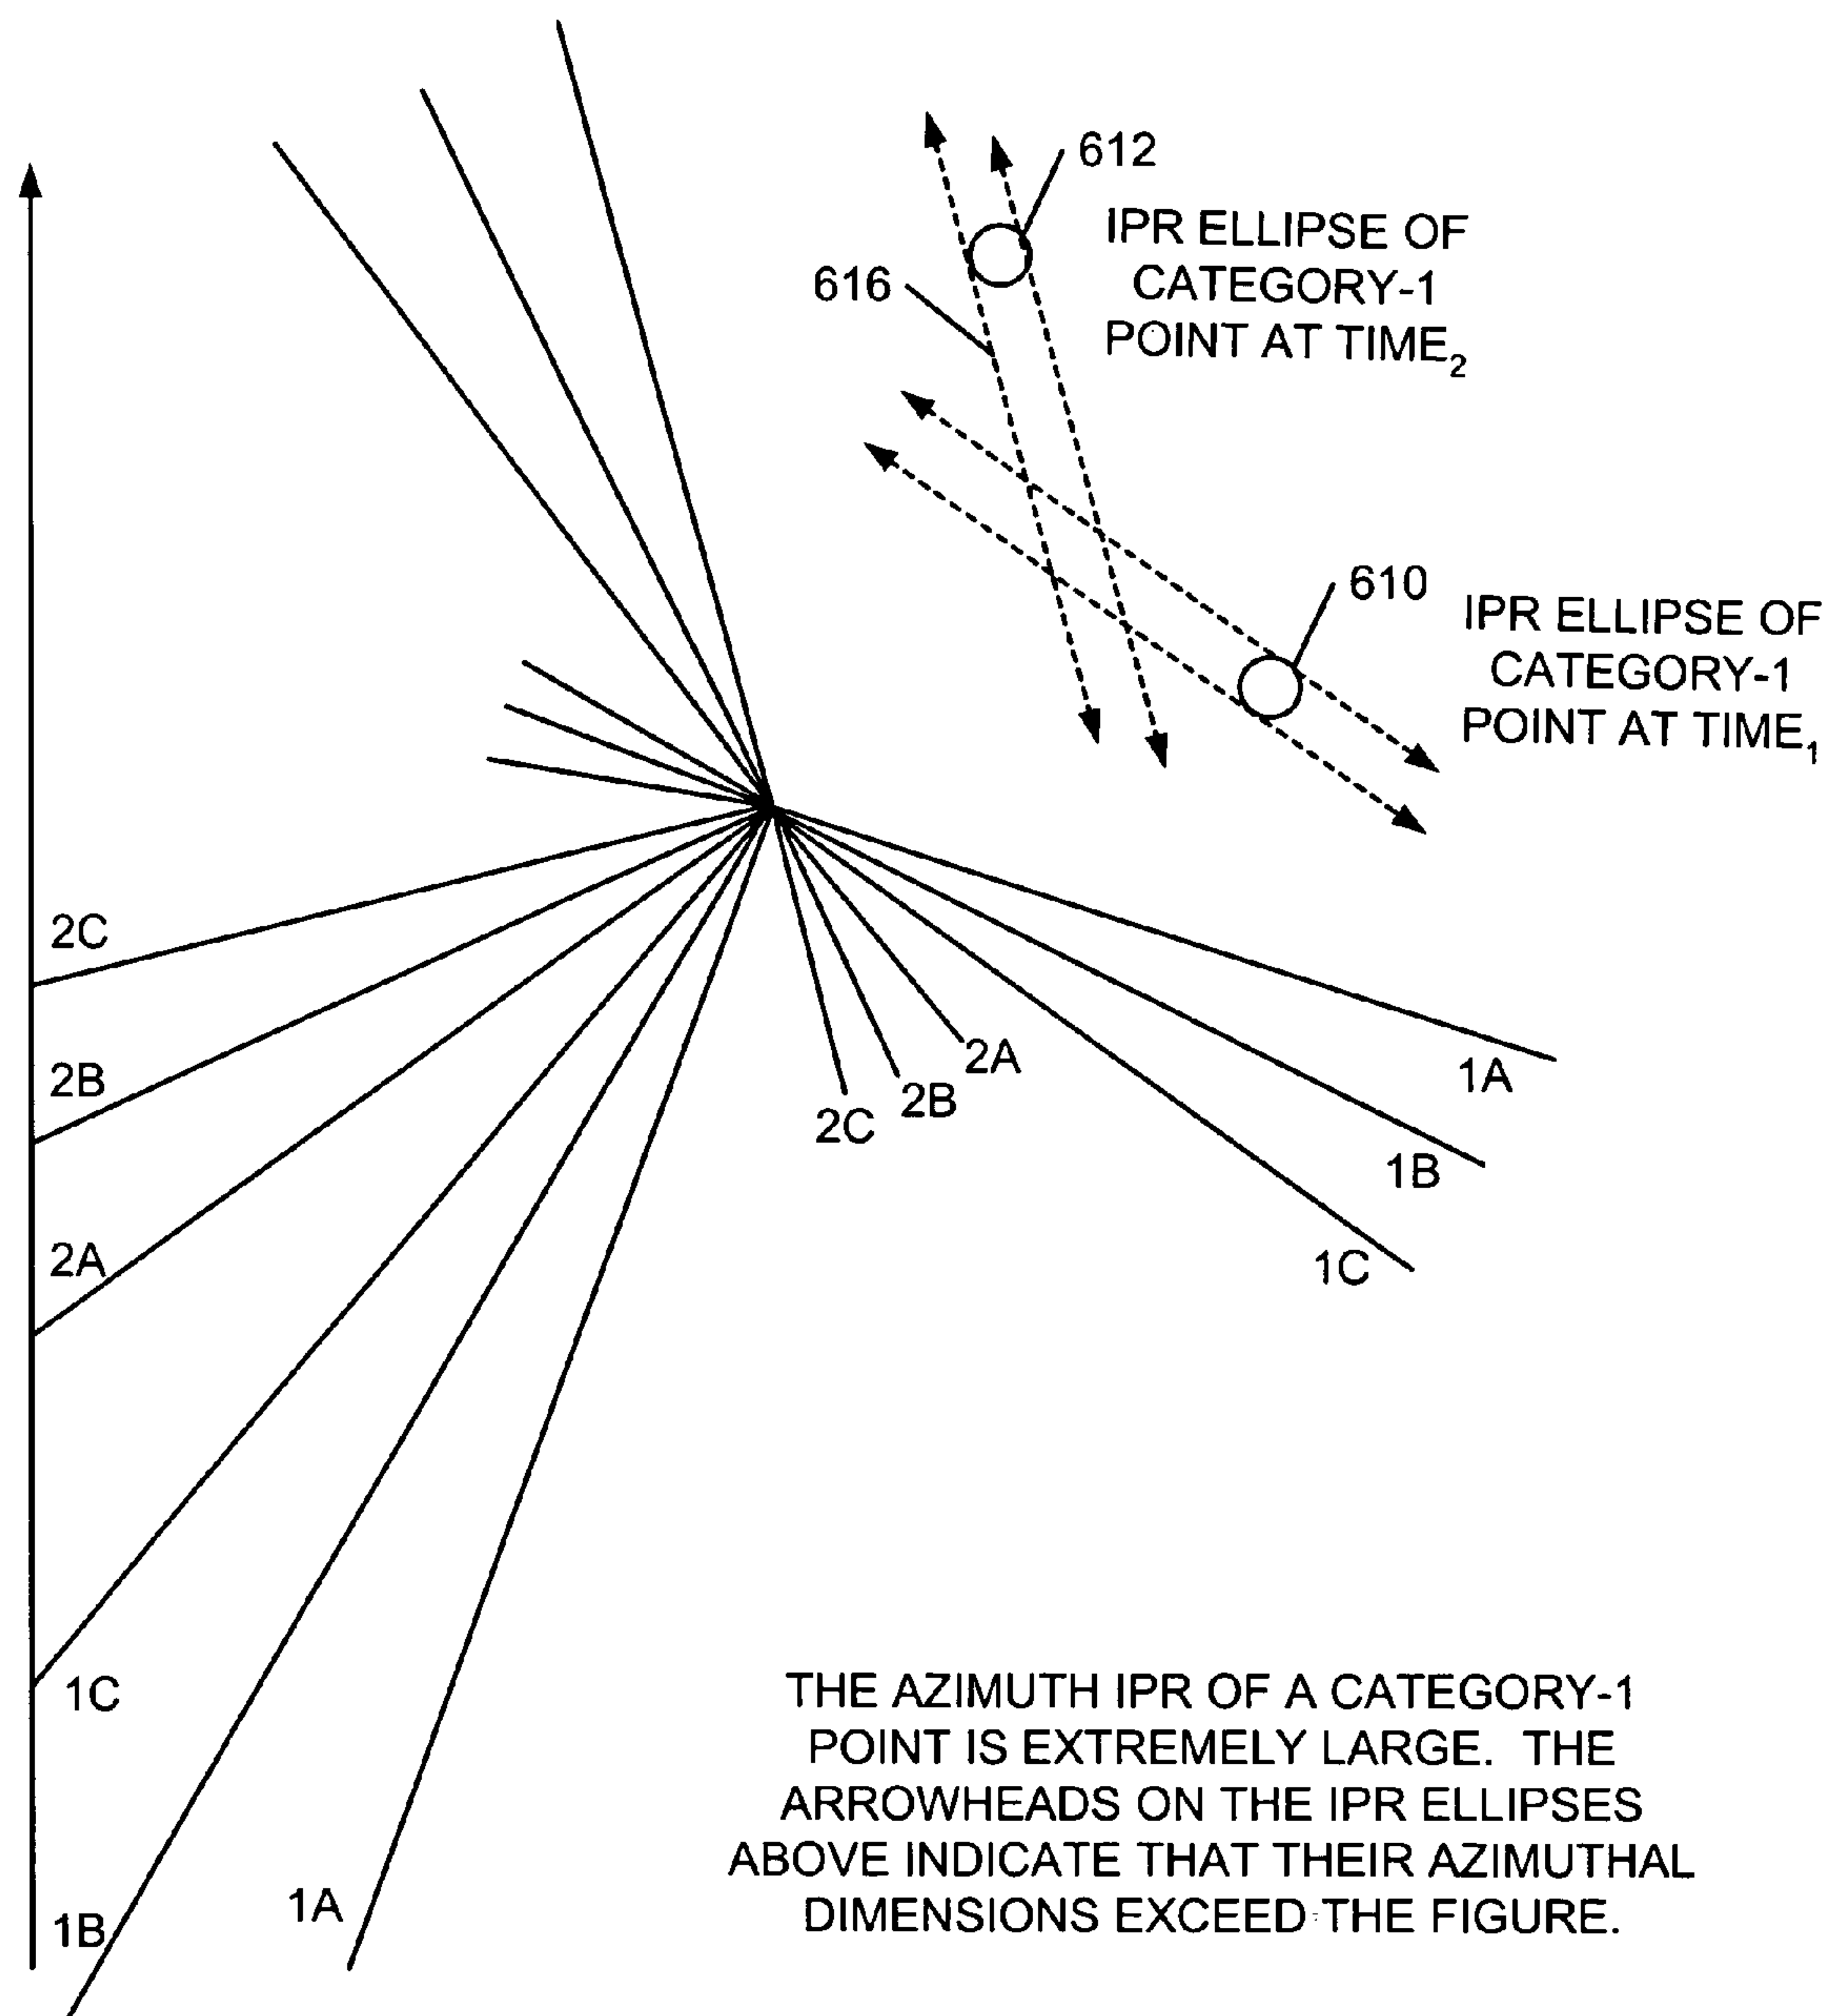 612
IPR ELLIPSE OF
CATEGORY-1
POINT AT TIME₂
616
610
IPR ELLIPSE OF
CATEGORY-1
POINT AT TIME₁
2C
2B
2A
2A
2B
2C
1A
1B
1C
1C
1B
1A
THE AZIMUTH IPR OF A CATEGORY-1
POINT IS EXTREMELY LARGE. THE
ARROWHEADS ON THE IPR ELLIPSES
ABOVE INDICATE THAT THEIR AZIMUTHAL
DIMENSIONS EXCEED THE FIGURE.